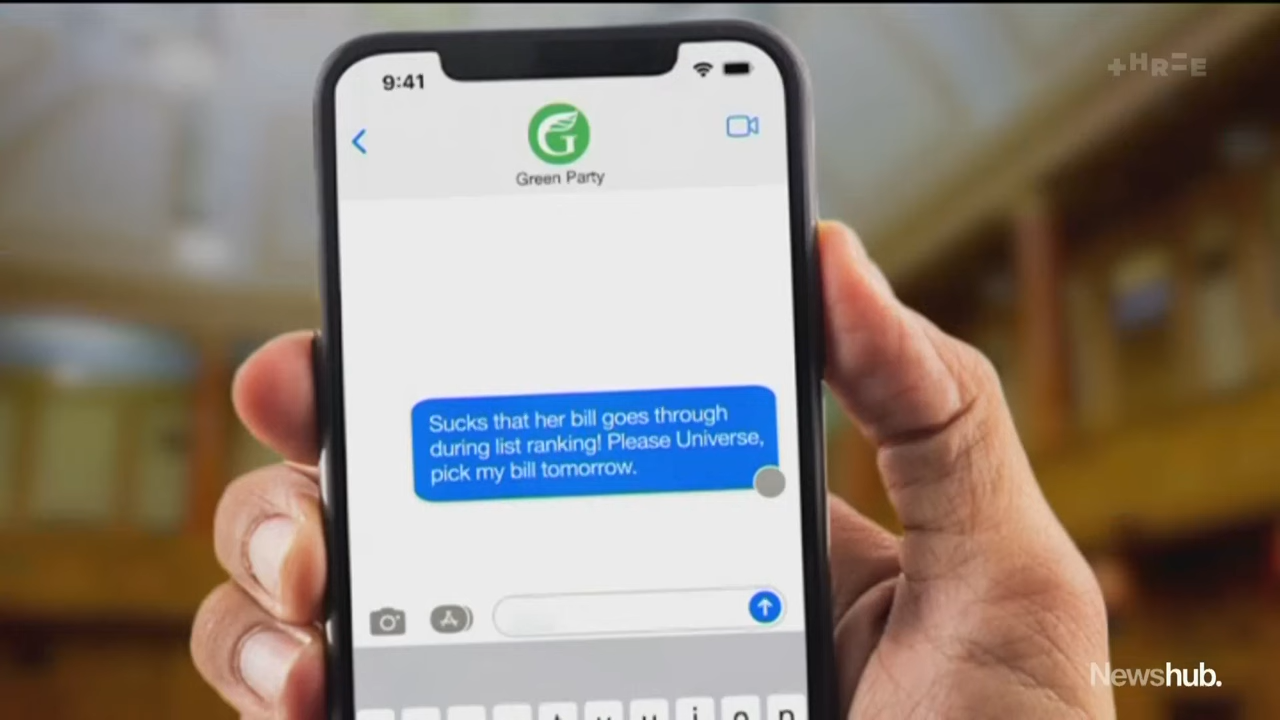 9:41
+HR=E
G
Green Party
Sucks that her bill goes through
during list ranking! Please Universe,
pick my bill tomorrow.
t y u i o p
Newshub.